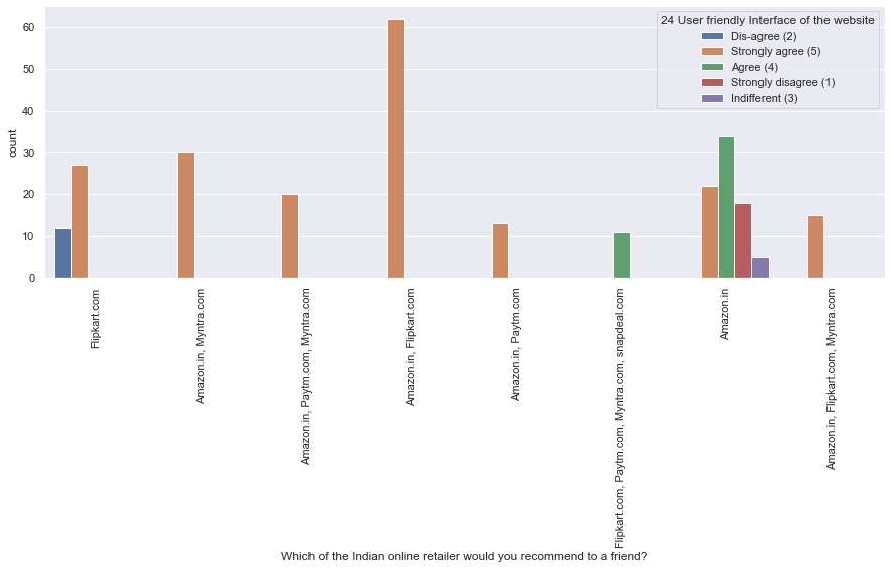 24 User friendly Interface of the website
Dis-agree (2)
Strongly agree (5)
Agree (4)
Strongly disagree (1)
Indifferent (3)
count
60
50
40
30
20
10
0
Flipkart.com
Amazon.in, Myntra.com
Amazon.in, Paytm.com, Myntra.com
Amazon.in, Flipkart.com
Amazon.in, Paytm.com
Flipkart.com, Paytm.com, Myntra.com, snapdeal.com
Amazon.in
Amazon.in, Flipkart.com, Myntra.com
Which of the Indian online retailer would you recommend to a friend?